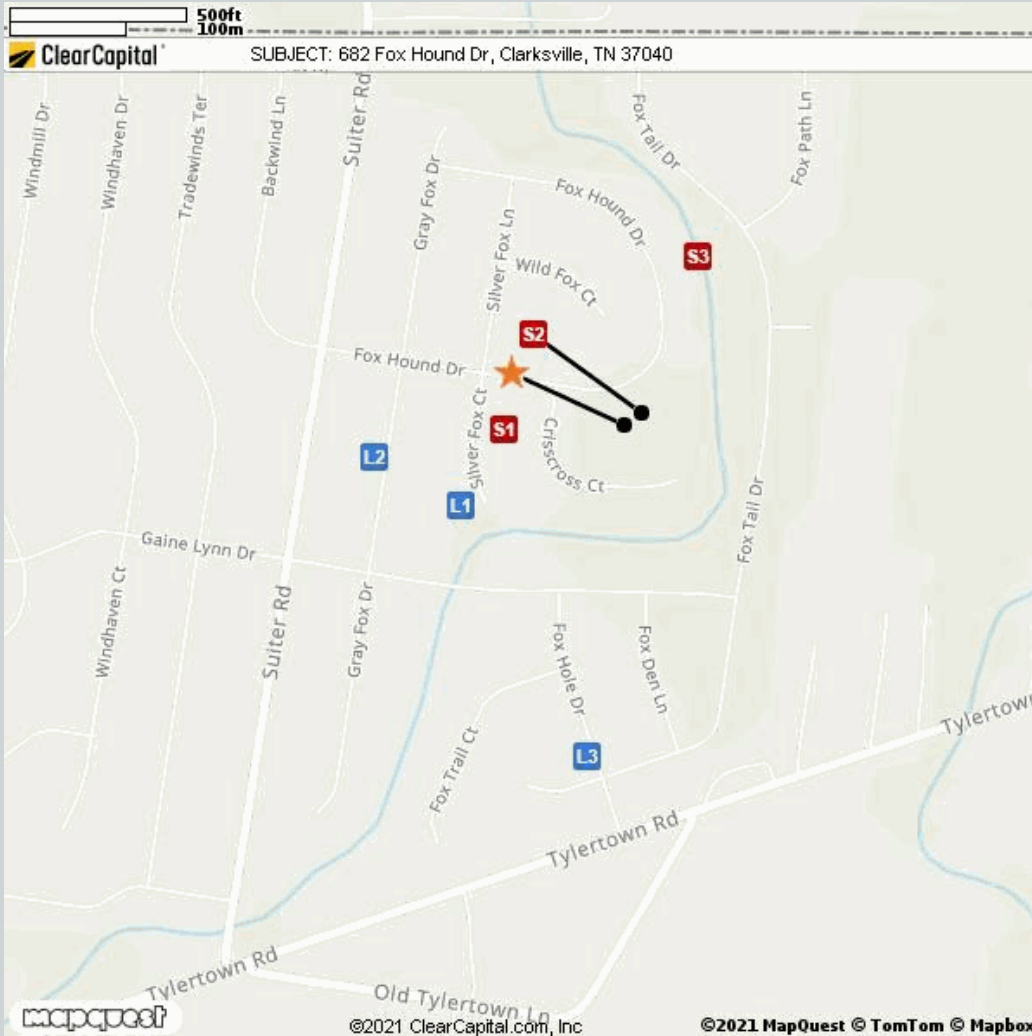 500ft
100m
ClearCapital
SUBJECT: 682 Fox Hound Dr, Clarksville, TN 37040
Windmill Dr
Windhaven Dr
Tradewinds Ter
Backwind Ln
Suiter Rd
Gray Fox Dr
Fox Tail Dr
Fox Path Ln
Fox Hound Dr
Silver Fox Ln
Wild Fox Ct
S3
S2
Fox Hound Dr
Silver Fox Ct
S1
Crisscross Ct
L2
L1
Fox Tail Dr
Gaine Lynn Dr
Windhaven Ct
Suiter Rd
Gray Fox Dr
Fox Hole Dr
Fox Den Ln
Fox Trail Ct
L3
Tylertown
Tylertown Rd
Tylertown Rd
Old Tylertown Ln
mapquest
©2021 ClearCapital.com, Inc
©2021 MapQuest © TomTom © Mapbox